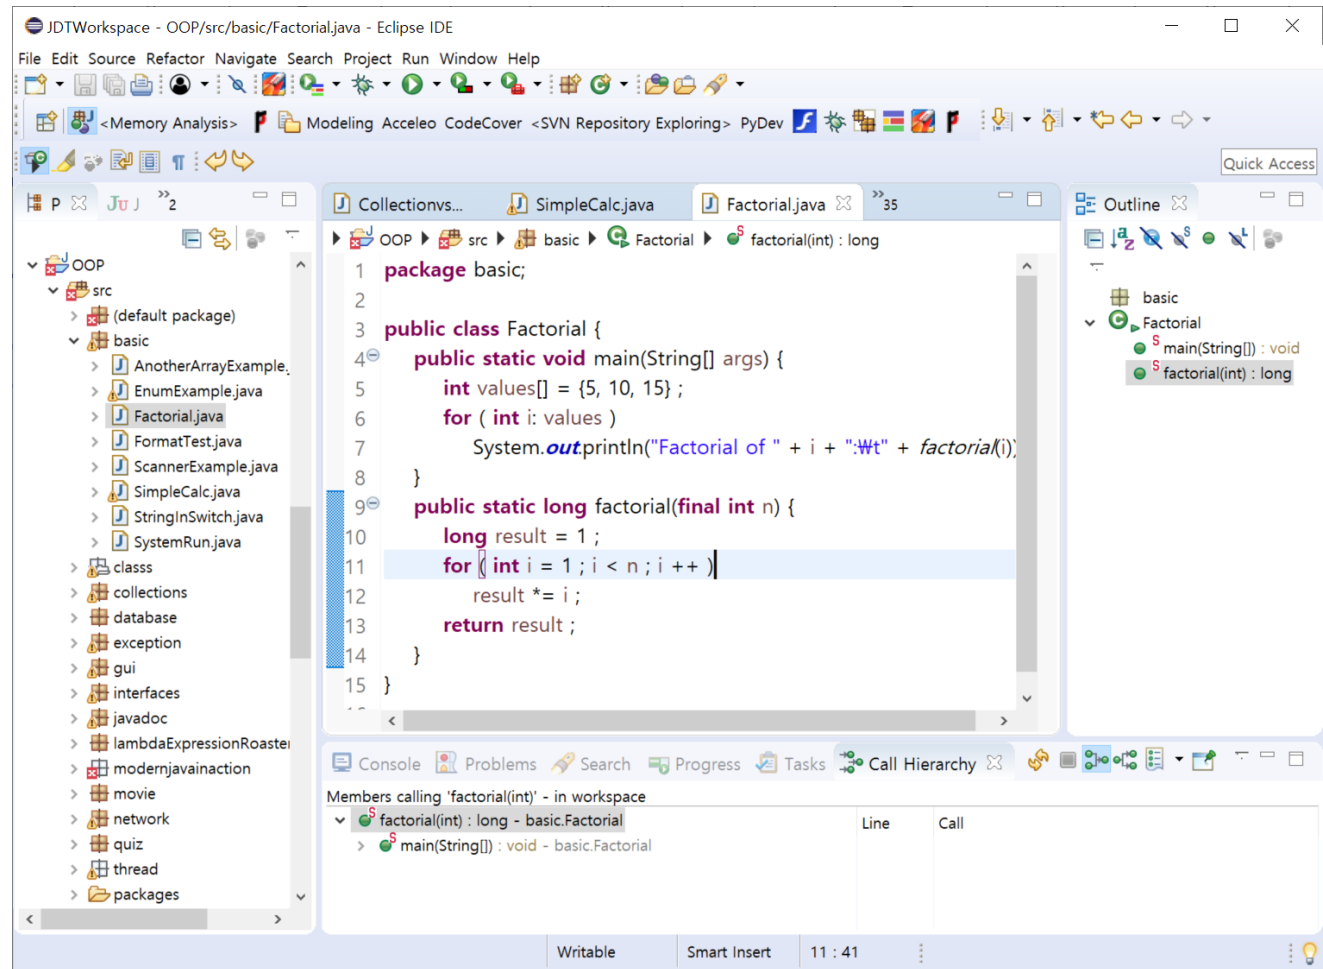 JDTWorkspace - OOP/src/basic/Factorial.java - Eclipse IDE
File Edit Source Refactor Navigate Search Project Run Window Help
<Memory Analysis> Modeling Acceleo CodeCover <SVN Repository Exploring> PyDev
Quick Access
P Ju J »2
OOP
src
(default package)
basic
AnotherArrayExample.
EnumExample.java
Factorial.java
FormatTest.java
ScannerExample.java
SimpleCalc.java
StringInSwitch.java
SystemRun.java
classs
collections
database
exception
gui
interfaces
javadoc
lambdaExpressionRoaster
modernjavainaction
movie
network
quiz
thread
packages
Collectionvs... SimpleCalc.java Factorial.java »35
OOP src basic Factorial factorial(int) : long
1 package basic;
2
3 public class Factorial {
4 public static void main(String[] args) {
5 int values[] = {5, 10, 15} ;
6 for ( int i: values )
7 System.out.println("Factorial of " + i + ":₩t" + factorial(i))
8 }
9 public static long factorial(final int n) {
10 long result = 1 ;
11 for ( int i = 1 ; i < n ; i ++ )
12 result *= i ;
13 return result ;
14 }
15 }
Outline
basic
Factorial
main(String[]) : void
factorial(int) : long
Console Problems Search Progress Tasks Call Hierarchy
Members calling 'factorial(int)' - in workspace
factorial(int) : long - basic.Factorial
main(String[]) : void - basic.Factorial
Line Call
Writable Smart Insert 11 : 41